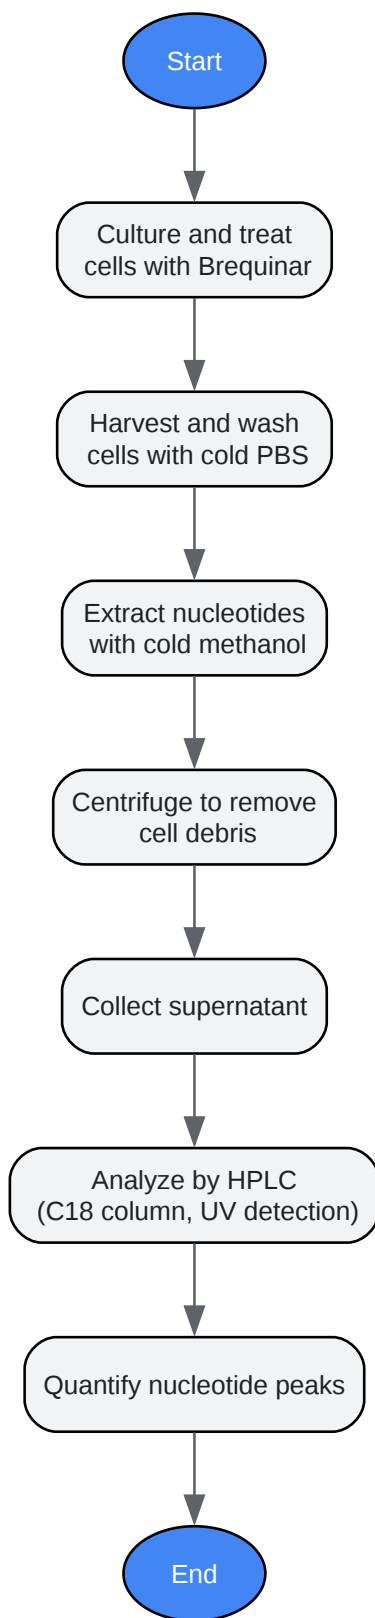 Start
Culture and treat
cells with Brequinar
Harvest and wash
cells with cold PBS
Extract nucleotides
with cold methanol
Centrifuge to remove
cell debris
Collect supernatant
Analyze by HPLC
(C18 column, UV detection)
Quantify nucleotide peaks
End